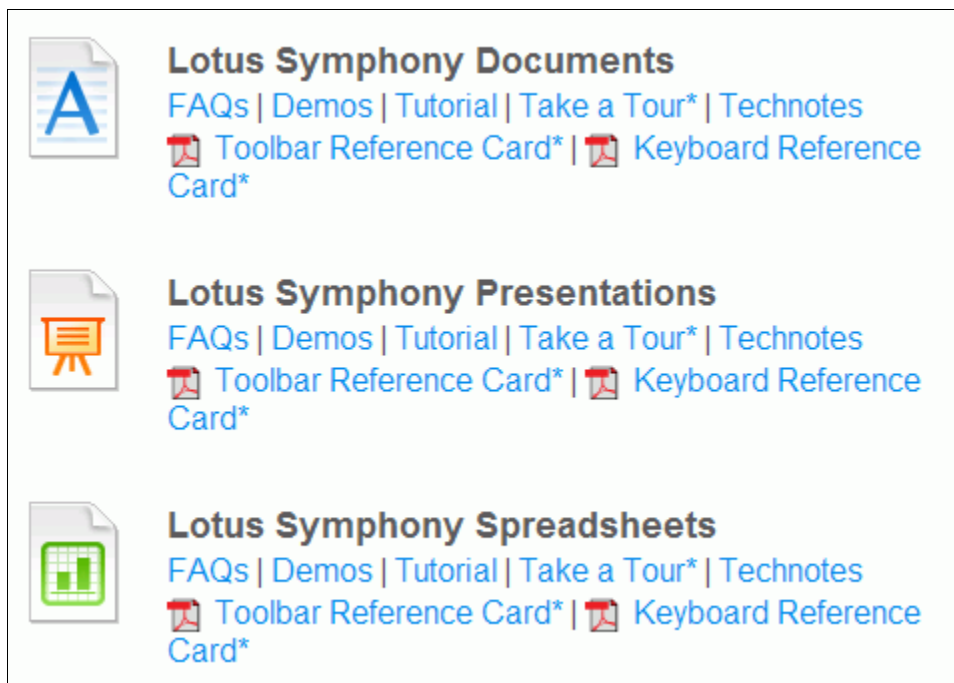 Lotus Symphony Documents
FAQs | Demos | Tutorial | Take a Tour* | Technotes
Toolbar Reference Card* | Keyboard Reference
Card*
Lotus Symphony Presentations
FAQs | Demos | Tutorial | Take a Tour* | Technotes
Toolbar Reference Card* | Keyboard Reference
Card*
Lotus Symphony Spreadsheets
FAQs | Demos | Tutorial | Take a Tour* | Technotes
Toolbar Reference Card* | Keyboard Reference
Card*